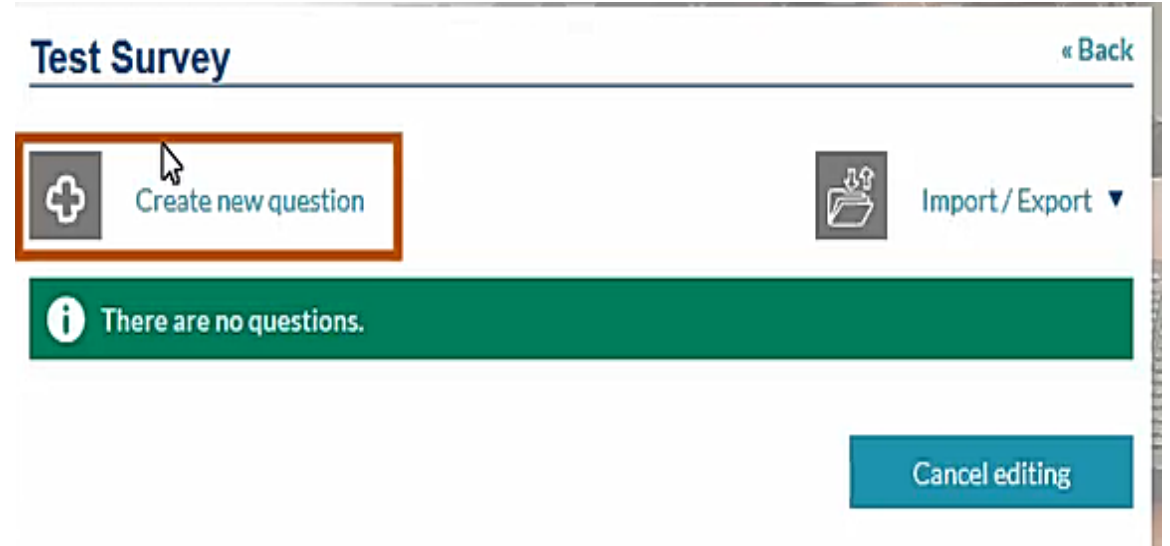 Test Survey
« Back
Create new question
Import / Export ▼
There are no questions.
Cancel editing